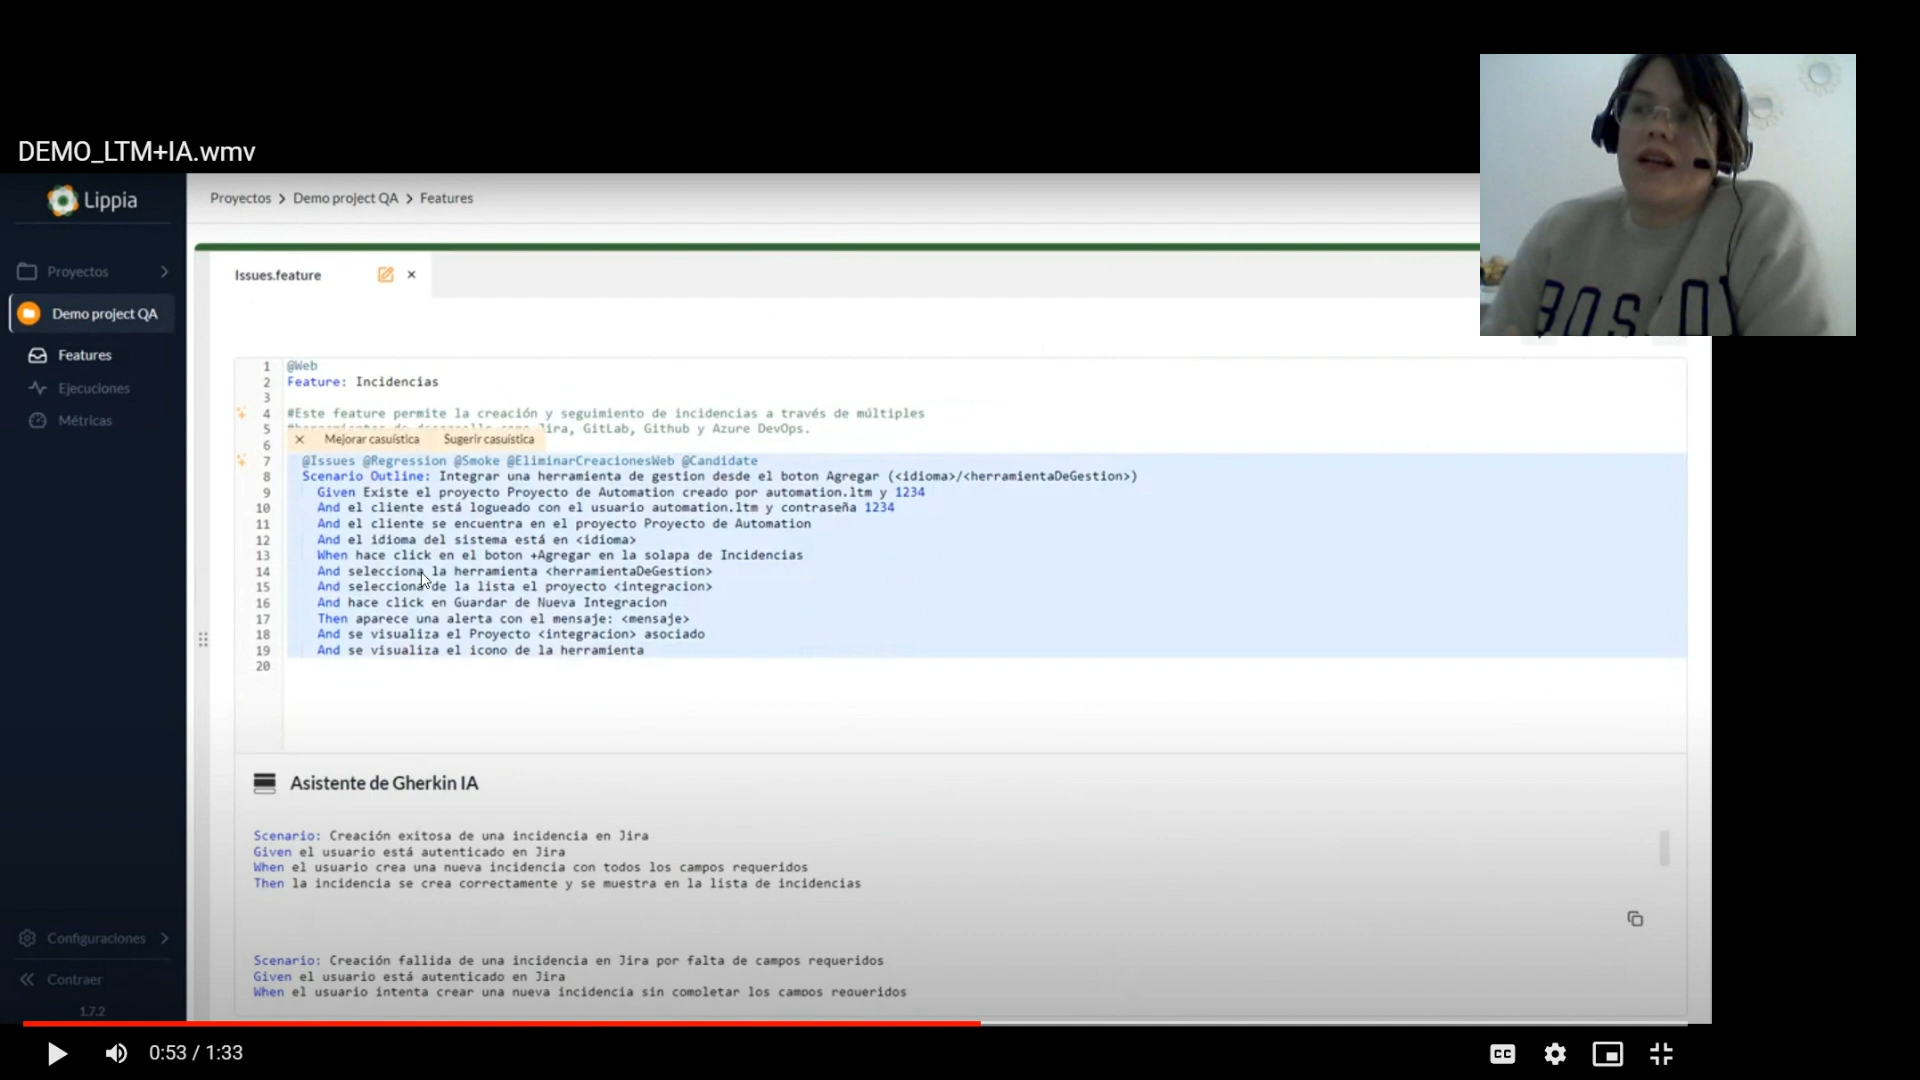 DEMO_LTM+IA.wmv
Lippia
Proyectos > Demo project QA > Features
Proyectos
Demo project QA
Features
Ejecuciones
Métricas
Issues.feature
1 @Web
2 Feature: Incidencias
3
4 #Este feature permite la creación y seguimiento de incidencias a través de múltiples
5 Jira, GitLab, Github y Azure DevOps.
Mejorar casuística Sugerir casuística
6
7 @Issues @Regression @Smoke @EliminarCreacionesWeb @Candidate
8 Scenario Outline: Integrar una herramienta de gestion desde el boton Agregar (<idioma>/<herramientaDeGestion>)
9 Given Existe el proyecto Proyecto de Automation creado por automation.ltm y 1234
10 And el cliente está logueado con el usuario automation.ltm y contraseña 1234
11 And el cliente se encuentra en el proyecto Proyecto de Automation
12 And el idioma del sistema está en <idioma>
13 When hace click en el boton +Agregar en la solapa de Incidencias
14 And selecciona la herramienta <herramientaDeGestion>
15 And selecciona de la lista el proyecto <integracion>
16 And hace click en Guardar de Nueva Integracion
17 Then aparece una alerta con el mensaje: <mensaje>
18 And se visualiza el Proyecto <integracion> asociado
19 And se visualiza el icono de la herramienta
20
Asistente de Gherkin IA
Scenario: Creación exitosa de una incidencia en Jira
Given el usuario está autenticado en Jira
When el usuario crea una nueva incidencia con todos los campos requeridos
Then la incidencia se crea correctamente y se muestra en la lista de incidencias
Scenario: Creación fallida de una incidencia en Jira por falta de campos requeridos
Given el usuario está autenticado en Jira
When el usuario intenta crear una nueva incidencia sin completar los campos requeridos
Configuraciones
Contraer
1.7.2
0:53 / 1:33
CC